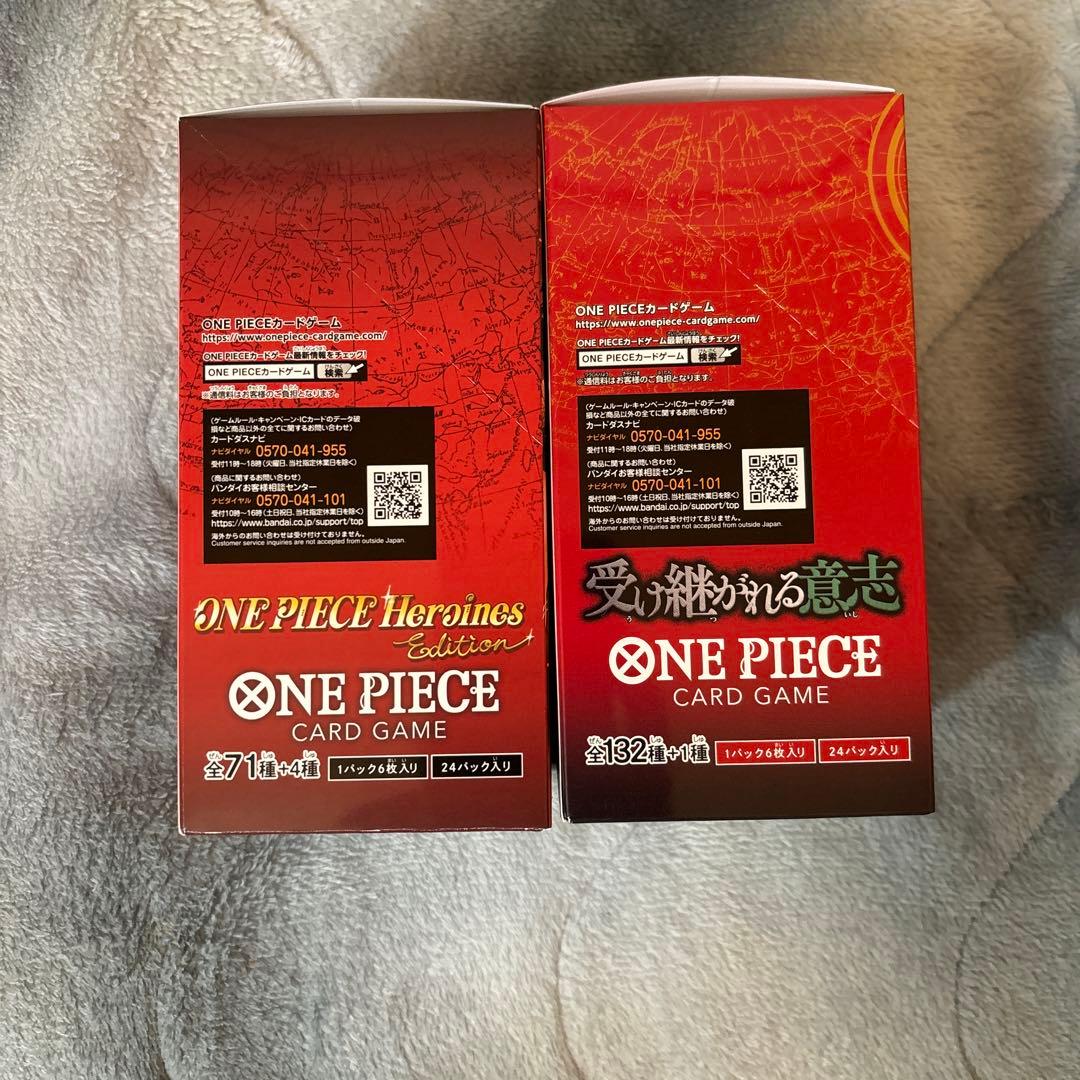 ONE PIECEカードゲーム
https://www.onepiece-cardgame.com/
ONE PIECEカードゲーム最新情報をチェック!
ONE PIECEカードゲーム 検索
※通信料はお客様のご負担となります。
(ゲームルール・キャンペーン・ICカードのデータ破
損など商品以外の全てに関するお問い合わせ)
カードダスナビ
ナビダイヤル 0570-041-955
受付11時~18時(火曜日、当社指定休業日を除く)
(商品に関するお問い合わせ)
バンダイお客様相談センター
ナビダイヤル 0570-041-101
受付10時~16時(土日祝日、当社指定休業日を除く)
https://www.bandai.co.jp/support/top
海外からのお問い合わせは受け付けておりません。
Customer service inquiries are not accepted from outside Japan.
ONE PIECE Heroines
Edition
ONE PIECE
CARD GAME
全71種+4種 1パック6枚入り 24パック入り
ONE PIECEカードゲーム
https://www.onepiece-cardgame.com/
ONE PIECEカードゲーム最新情報をチェック!
ONE PIECEカードゲーム 検索
※通信料はお客様のご負担となります。
(ゲームルール・キャンペーン・ICカードのデータ破
損など商品以外の全てに関するお問い合わせ)
カードダスナビ
ナビダイヤル 0570-041-955
受付11時~18時(火曜日、当社指定休業日を除く)
(商品に関するお問い合わせ)
バンダイお客様相談センター
ナビダイヤル 0570-041-101
受付10時~16時(土日祝日、当社指定休業日を除く)
https://www.bandai.co.jp/support/top
海外からのお問い合わせは受け付けておりません。
Customer service inquiries are not accepted from outside Japan.
受け継がれる意志
ONE PIECE
CARD GAME
全132種+1種 1パック6枚入り 24パック入り